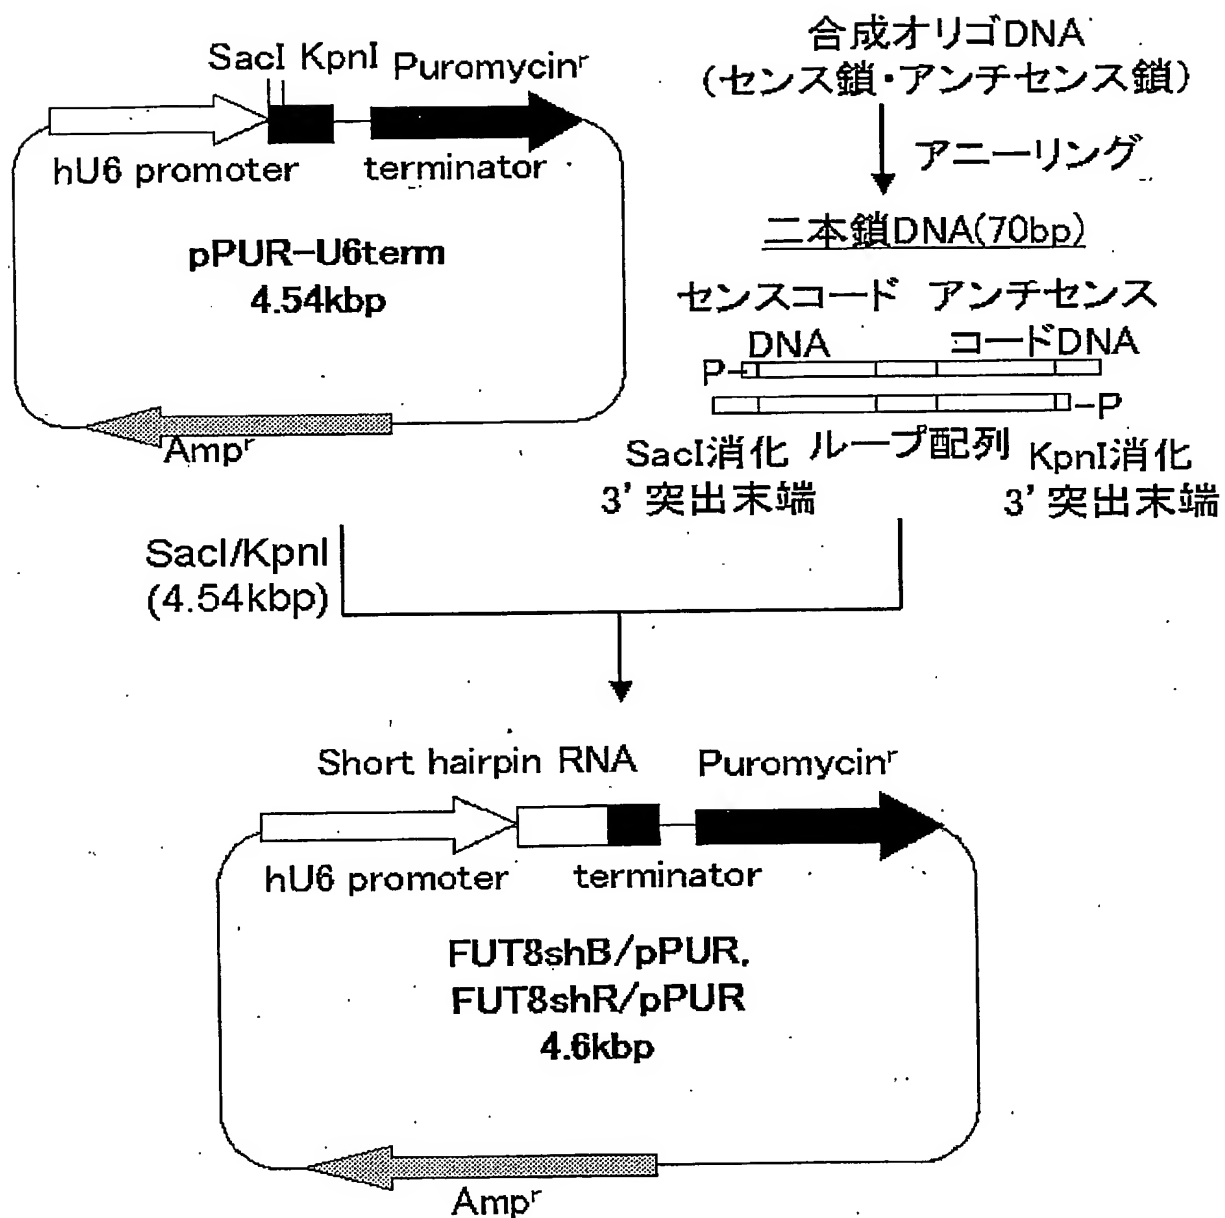 SacI KpnI Puromycinʳ
hU6 promoter
terminator
pPUR-U6term
4.54kbp
Ampʳ
合成オリゴDNA
(センス鎖・アンチセンス鎖)
アニーリング
二本鎖DNA(70bp)
センスコード アンチセンス
DNA コードDNA
P-
-P
SacI消化 ループ配列 KpnI消化
3' 突出末端 3' 突出末端
SacI/KpnI
(4.54kbp)
Short hairpin RNA Puromycinʳ
hU6 promoter terminator
FUT8shB/pPUR,
FUT8shR/pPUR
4.6kbp
Ampʳ